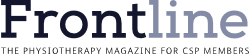 Frontline
THE PHYSIOTHERAPY MAGAZINE FOR CSP MEMBERS